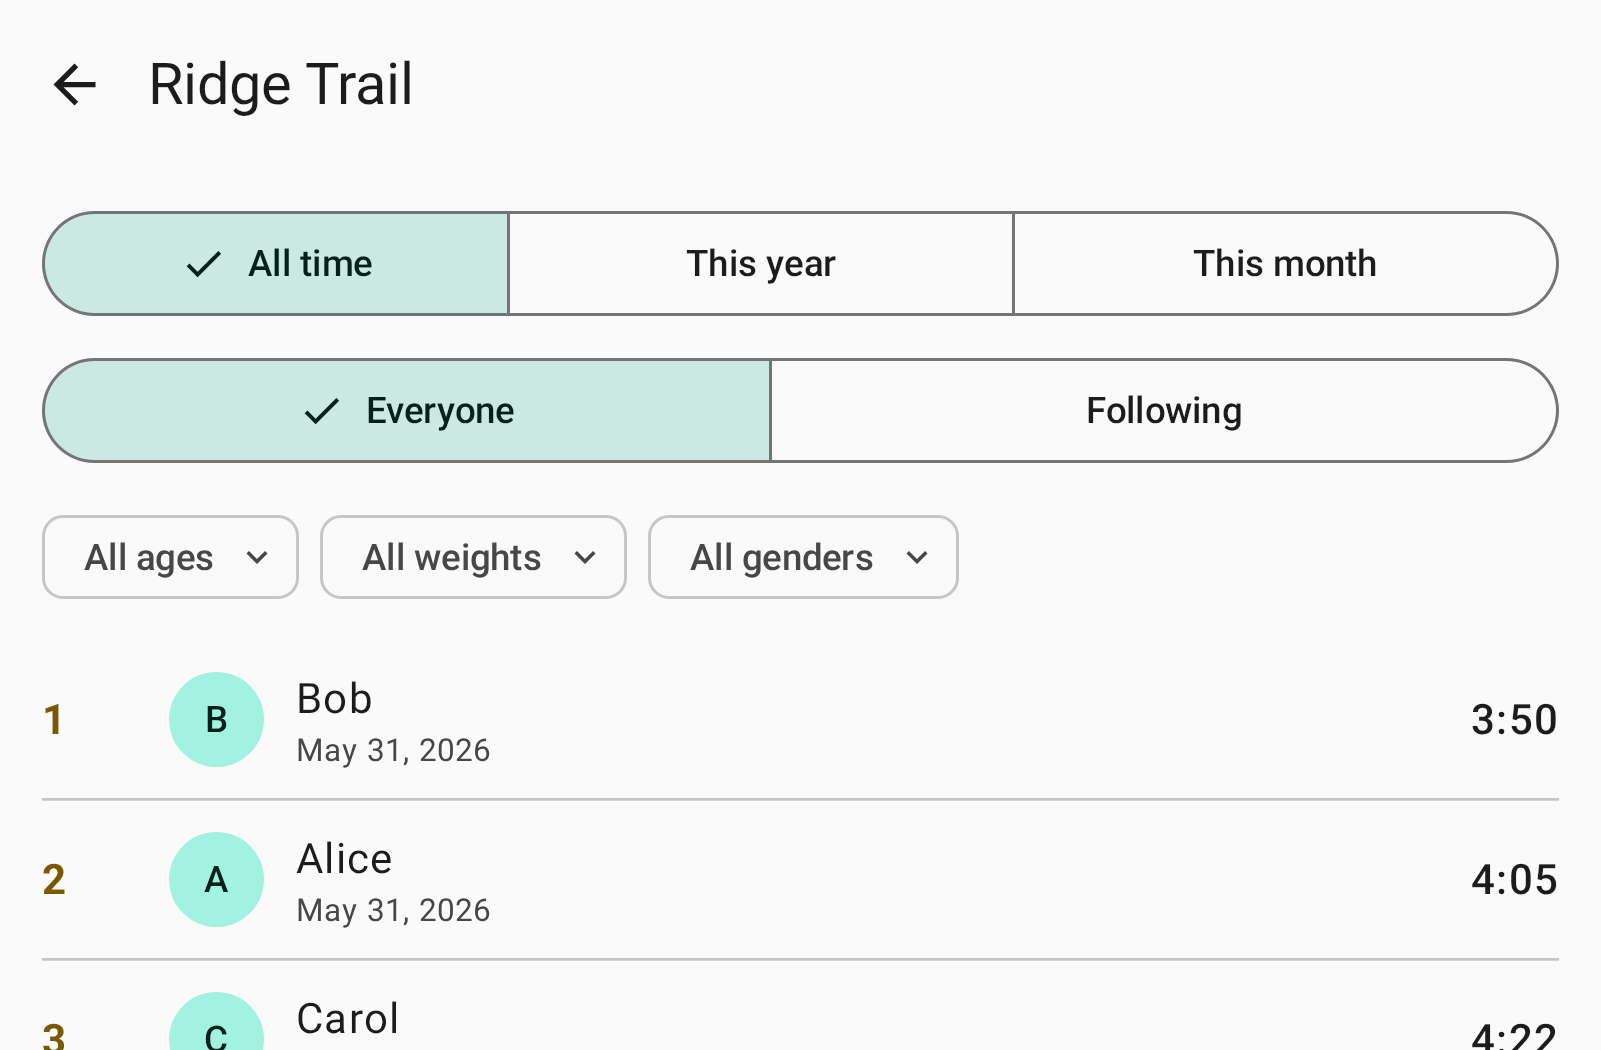 Ridge Trail
All time This year This month
Everyone Following
All ages All weights All genders
1 B Bob 3:50
May 31, 2026
2 A Alice 4:05
May 31, 2026
3 C Carol 4:22